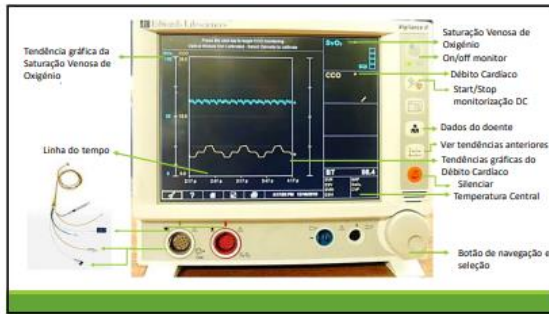 Edwards Lifesciences
Vigilance II
Tendência gráfica da
Saturação Venosa de
Oxigénio
Linha do tempo
SvO₂
CCO
BT
Saturação Venosa de
Oxigénio
On/off monitor
Débito Cardíaco
Start/Stop
monitorização DC
Dados do doente
Ver tendências anteriores
Tendências gráficas do
Débito Cardíaco
Silenciar
Temperatura Central
Botão de navegação e
seleção